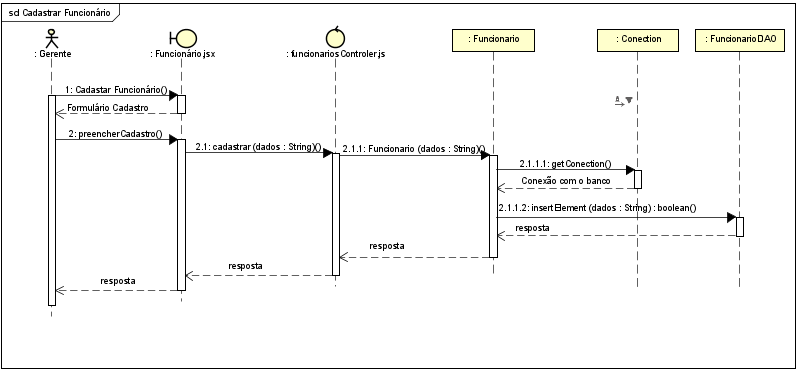 sd Cadastrar Funcionário
: Gerente
: Funcionário.jsx
: funcionariosControler.js
: Funcionario
: Conection
: FuncionarioDAO
1: Cadastar Funcionário()
A
Formulário Cadastro
2: preencherCadastro()
2.1: cadastrar (dados : String)()
2.1.1: Funcionario (dados : String)()
2.1.1.1: getConection()
Conexão com o banco
2.1.1.2: insertElement (dados : String) : boolean()
resposta
resposta
resposta
resposta